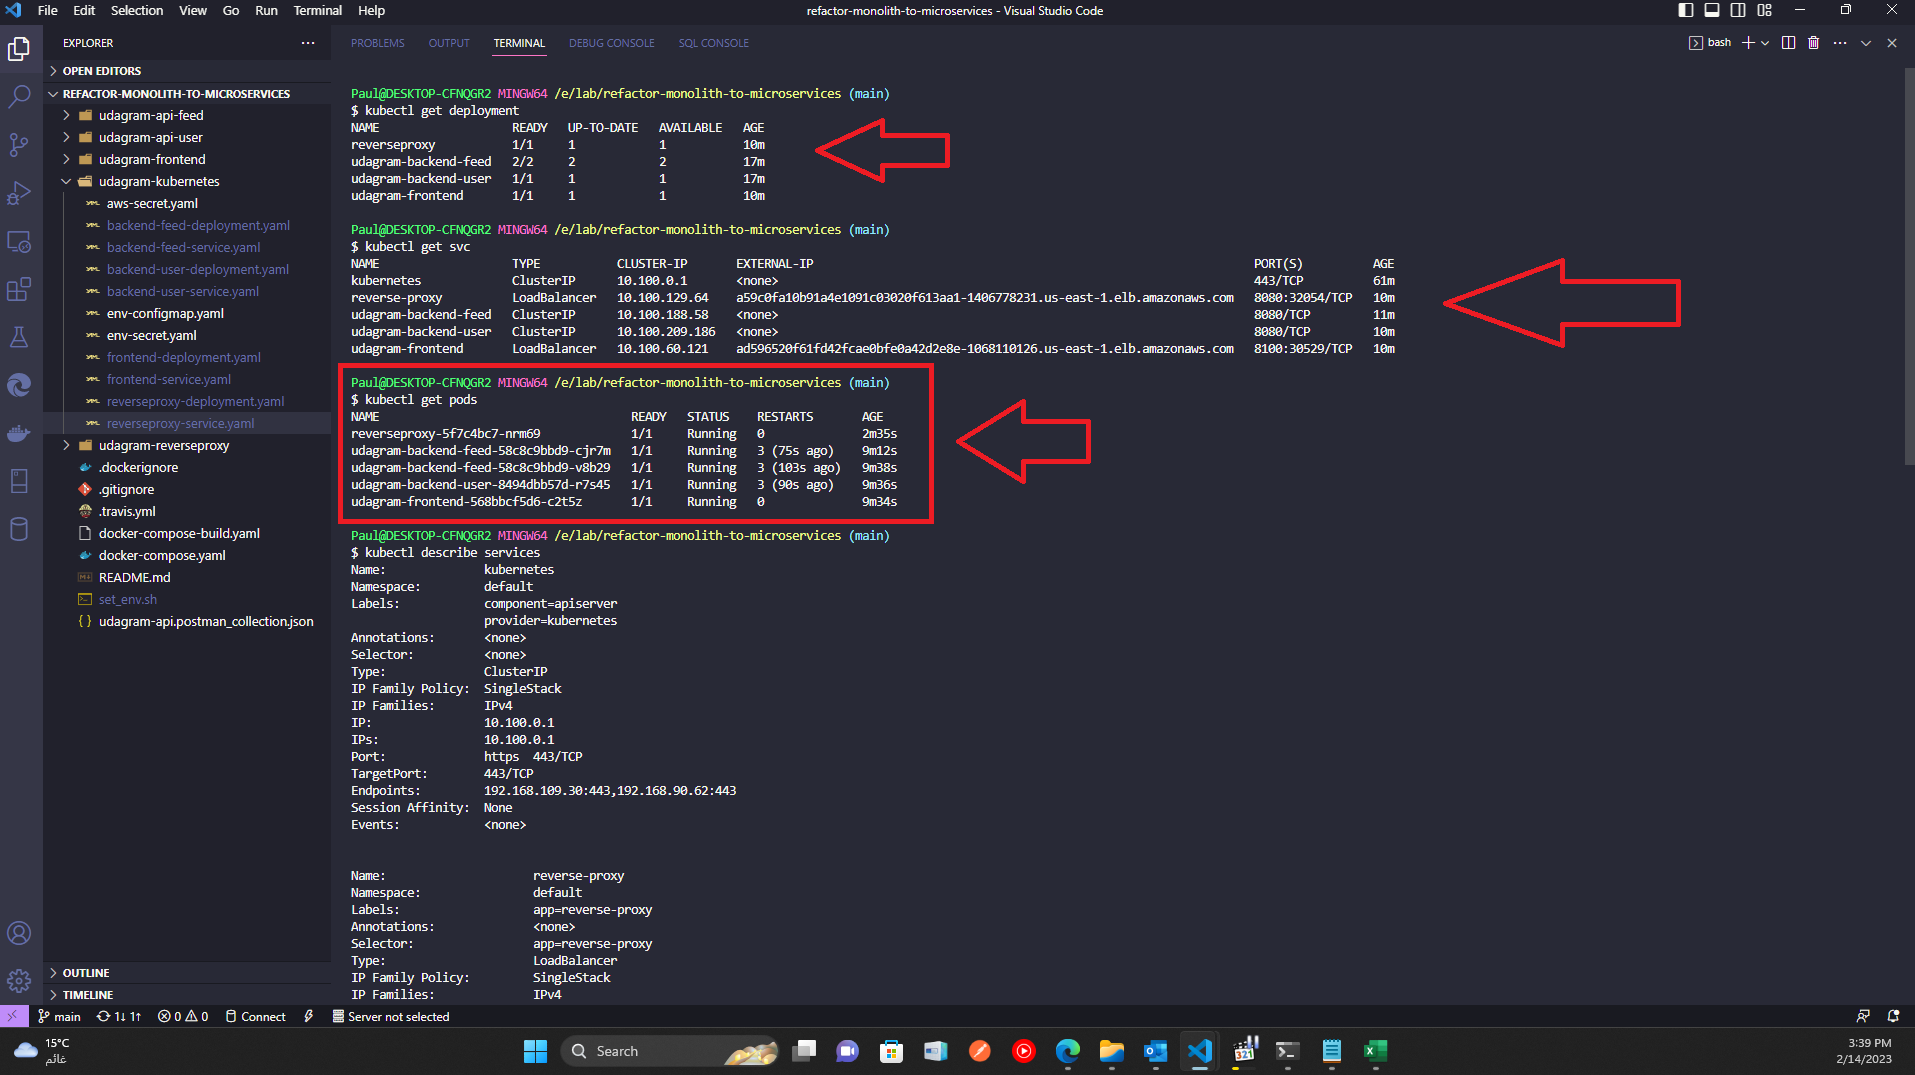 File Edit Selection View Go Run Terminal Help
refactor-monolith-to-microservices - Visual Studio Code
EXPLORER
OPEN EDITORS
REFACTOR-MONOLITH-TO-MICROSERVICES
udagram-api-feed
udagram-api-user
udagram-frontend
udagram-kubernetes
aws-secret.yaml
backend-feed-deployment.yaml
backend-feed-service.yaml
backend-user-deployment.yaml
backend-user-service.yaml
env-configmap.yaml
env-secret.yaml
frontend-deployment.yaml
frontend-service.yaml
reverseproxy-deployment.yaml
reverseproxy-service.yaml
udagram-reverseproxy
.dockerignore
.gitignore
.travis.yml
docker-compose-build.yaml
docker-compose.yaml
README.md
set_env.sh
udagram-api.postman_collection.json
OUTLINE
TIMELINE
PROBLEMS OUTPUT TERMINAL DEBUG CONSOLE SQL CONSOLE
bash
Paul@DESKTOP-CFNQGR2 MINGW64 /e/lab/refactor-monolith-to-microservices (main)
$ kubectl get deployment
NAME READY UP-TO-DATE AVAILABLE AGE
reverseproxy 1/1 1 1 10m
udagram-backend-feed 2/2 2 2 17m
udagram-backend-user 1/1 1 1 17m
udagram-frontend 1/1 1 1 10m
Paul@DESKTOP-CFNQGR2 MINGW64 /e/lab/refactor-monolith-to-microservices (main)
$ kubectl get svc
NAME TYPE CLUSTER-IP EXTERNAL-IP PORT(S) AGE
kubernetes ClusterIP 10.100.0.1 <none> 443/TCP 61m
reverse-proxy LoadBalancer 10.100.129.64 a59c0fa10b91a4e1091c03020f613aa1-1406778231.us-east-1.elb.amazonaws.com 8080:32054/TCP 10m
udagram-backend-feed ClusterIP 10.100.188.58 <none> 8080/TCP 11m
udagram-backend-user ClusterIP 10.100.209.186 <none> 8080/TCP 10m
udagram-frontend LoadBalancer 10.100.60.121 ad596520f61fd42fcae0bfe0a42d2e8e-1068110126.us-east-1.elb.amazonaws.com 8100:30529/TCP 10m
Paul@DESKTOP-CFNQGR2 MINGW64 /e/lab/refactor-monolith-to-microservices (main)
$ kubectl get pods
NAME READY STATUS RESTARTS AGE
reverseproxy-5f7c4bc7-nrm69 1/1 Running 0 2m35s
udagram-backend-feed-58c8c9bbd9-cjr7m 1/1 Running 3 (75s ago) 9m12s
udagram-backend-feed-58c8c9bbd9-v8b29 1/1 Running 3 (103s ago) 9m38s
udagram-backend-user-8494dbb57d-r7s45 1/1 Running 3 (90s ago) 9m36s
udagram-frontend-568bbcf5d6-c2t5z 1/1 Running 0 9m34s
Paul@DESKTOP-CFNQGR2 MINGW64 /e/lab/refactor-monolith-to-microservices (main)
$ kubectl describe services
Name: kubernetes
Namespace: default
Labels: component=apiserver
provider=kubernetes
Annotations: <none>
Selector: <none>
Type: ClusterIP
IP Family Policy: SingleStack
IP Families: IPv4
IP: 10.100.0.1
IPs: 10.100.0.1
Port: https 443/TCP
TargetPort: 443/TCP
Endpoints: 192.168.109.30:443,192.168.90.62:443
Session Affinity: None
Events: <none>
Name: reverse-proxy
Namespace: default
Labels: app=reverse-proxy
Annotations: <none>
Selector: app=reverse-proxy
Type: LoadBalancer
IP Family Policy: SingleStack
IP Families: IPv4
main 1↓ 1↑ 0 0 Connect Server not selected
15°C
غائم
Search
3:39 PM
2/14/2023